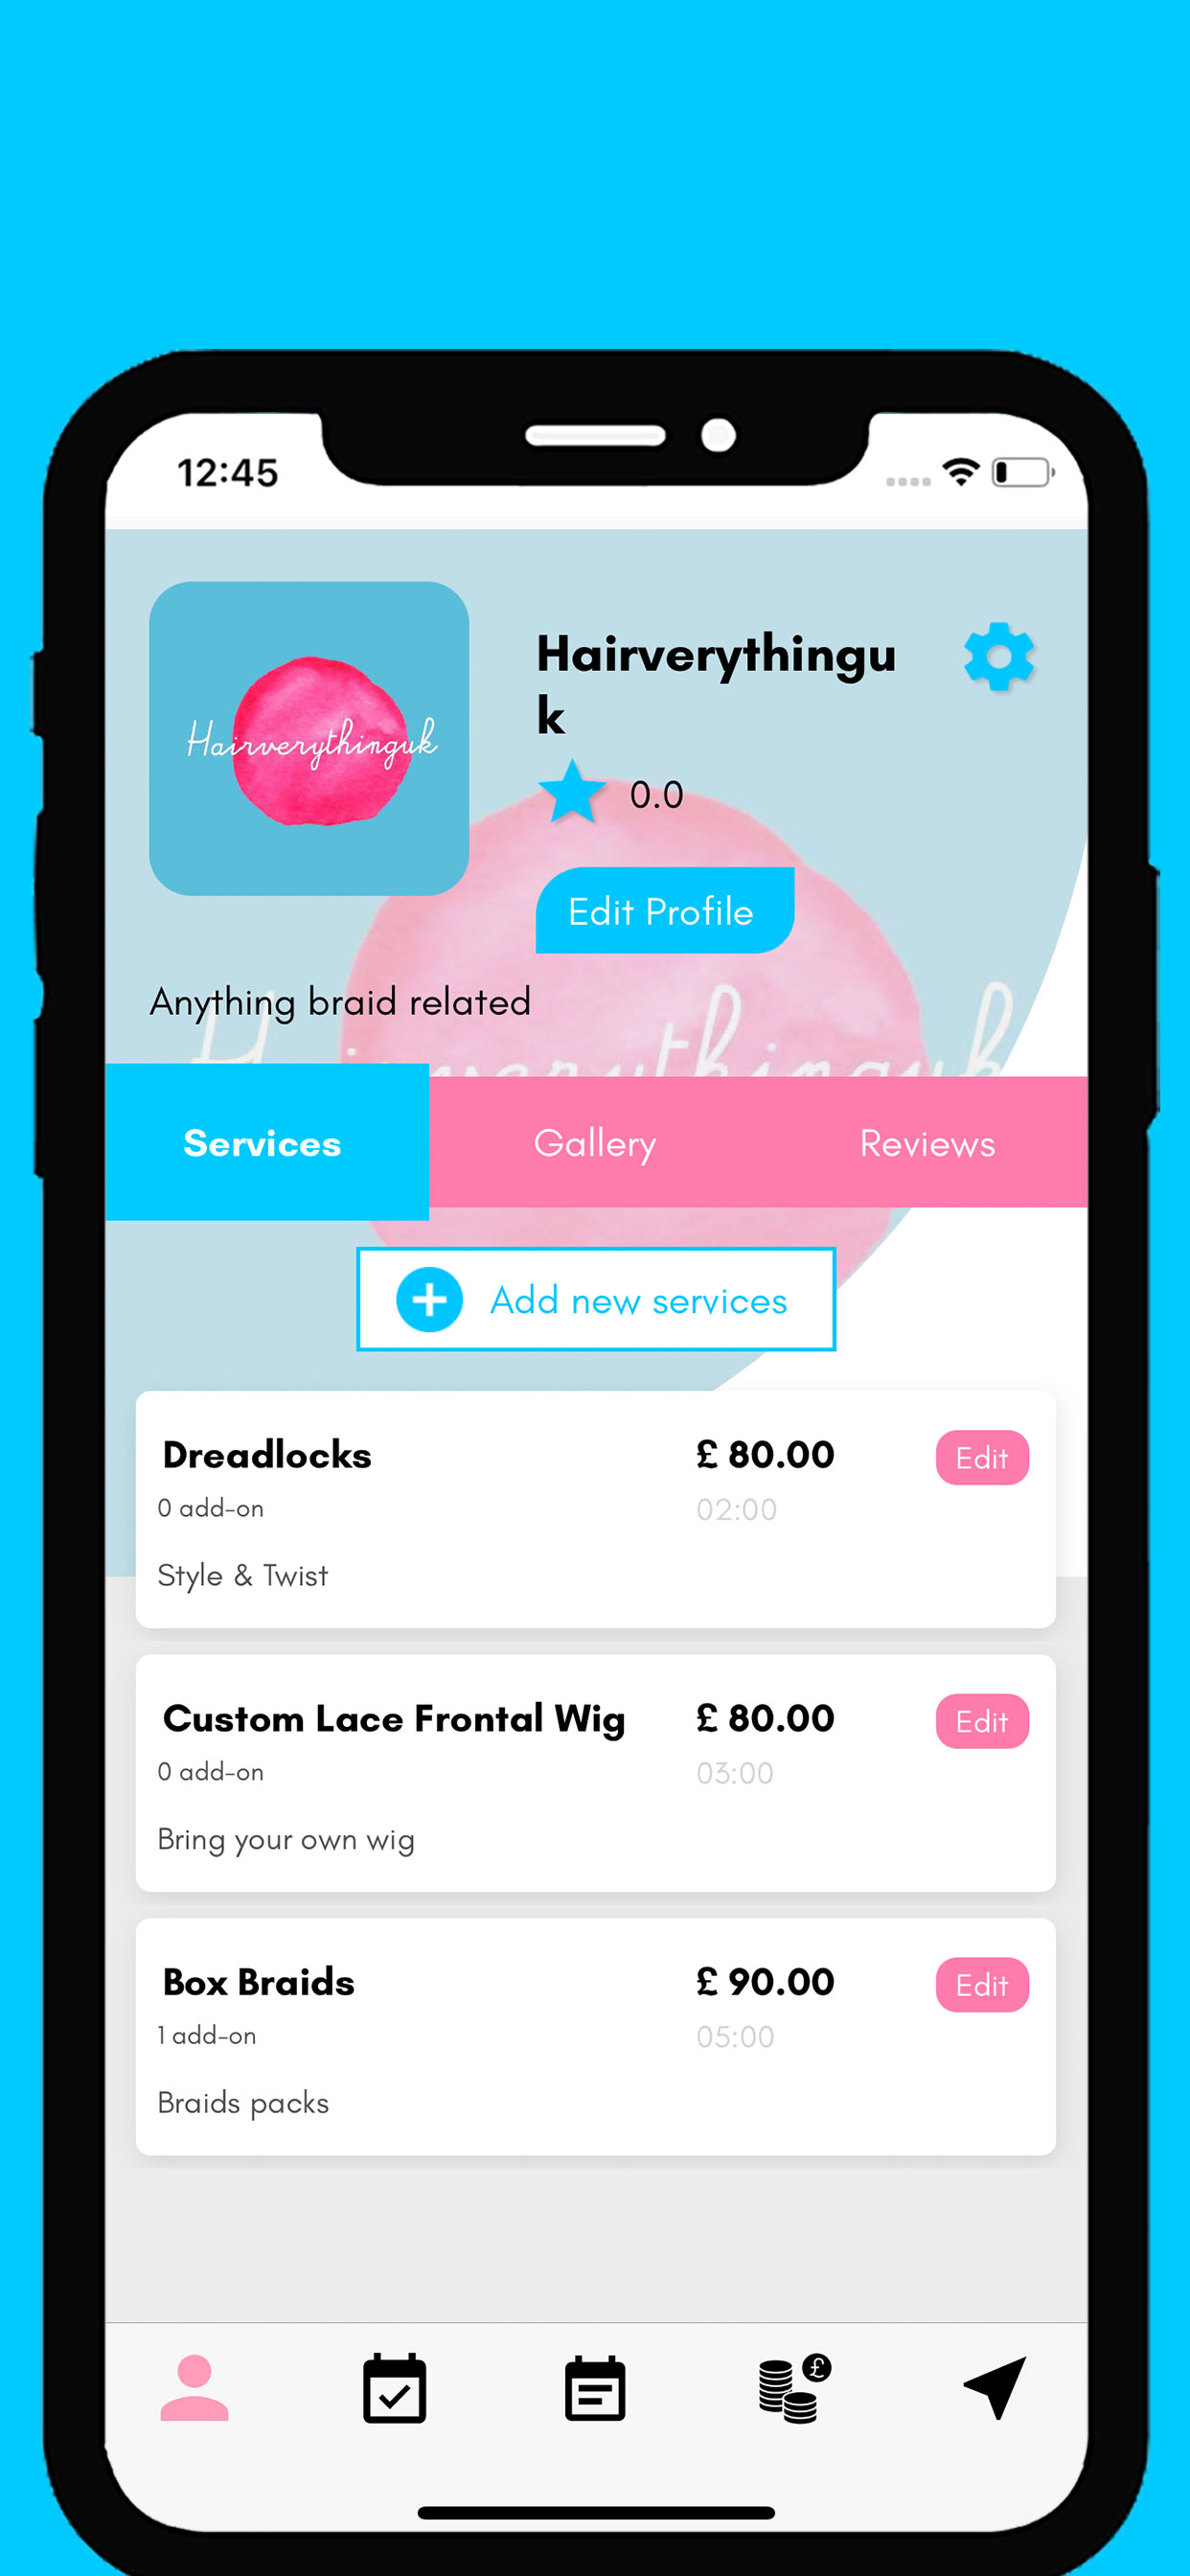 12:45
Hairverythinguk
Hairverythingu
k
0.0
Edit Profile
Anything braid related
Hairverythinguk
Services
Gallery
Reviews
Add new services
Dreadlocks
£ 80.00
Edit
0 add-on
02:00
Style & Twist
Custom Lace Frontal Wig
£ 80.00
Edit
0 add-on
03:00
Bring your own wig
Box Braids
£ 90.00
Edit
1 add-on
05:00
Braids packs
£